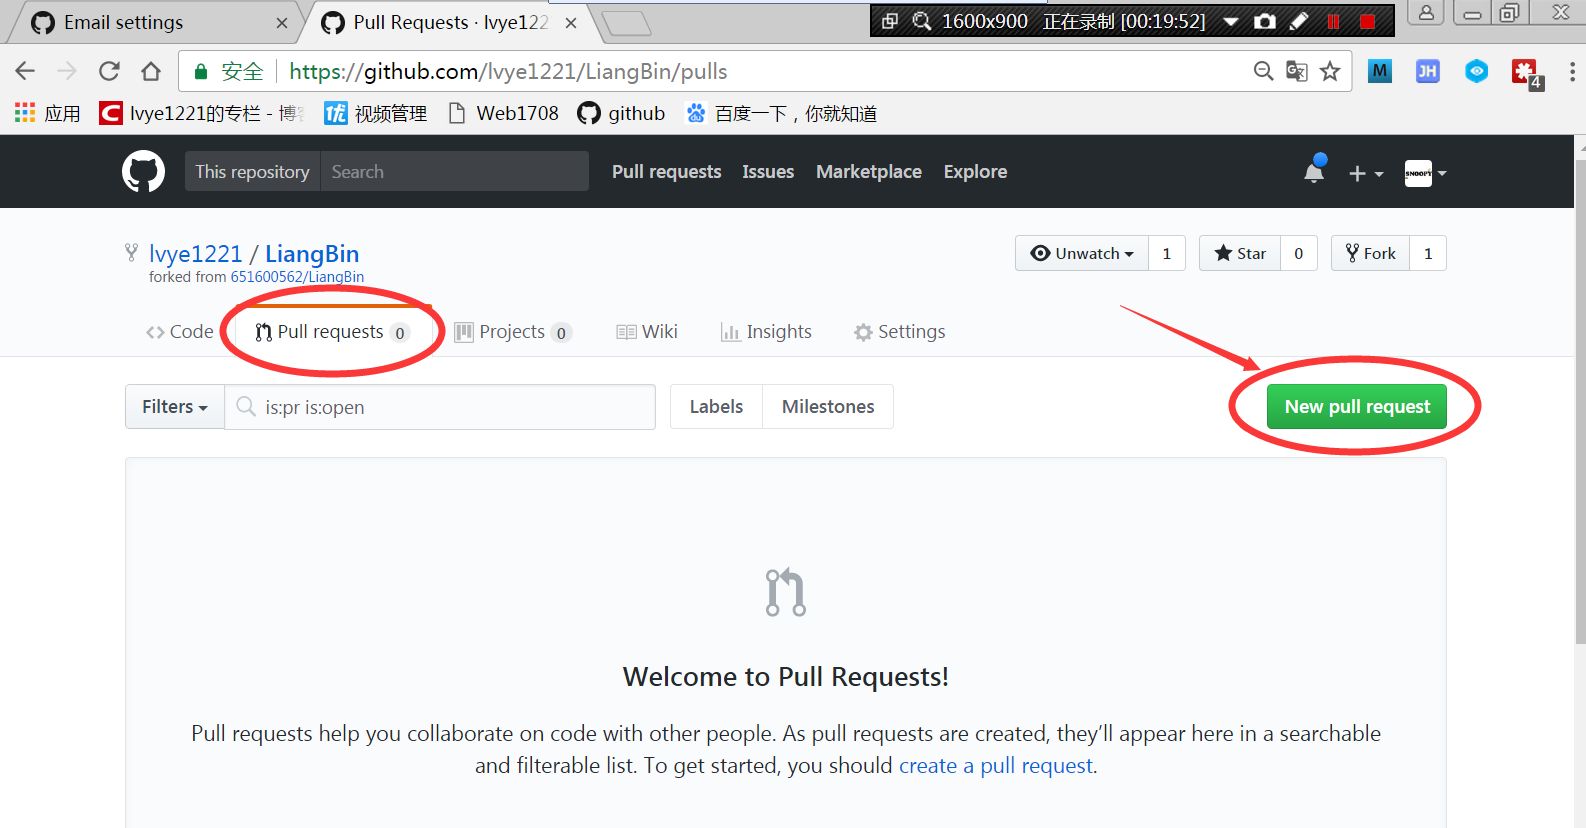 Email settings
Pull Requests · lvye122
1600x900 正在录制 [00:19:52]
安全 https://github.com/lvye1221/LiangBin/pulls
M JH 4
应用 C lvye1221的专栏 - 博 优 视频管理 Web1708 github du 百度一下，你就知道
This repository Search Pull requests Issues Marketplace Explore SNOOPY
lvye1221 / LiangBin Unwatch 1 Star 0 Fork 1
forked from 651600562/LiangBin
Code Pull requests 0 Projects 0 Wiki Insights Settings
Filters is:pr is:open Labels Milestones New pull request
Welcome to Pull Requests!
Pull requests help you collaborate on code with other people. As pull requests are created, they’ll appear here in a searchable
and filterable list. To get started, you should create a pull request.